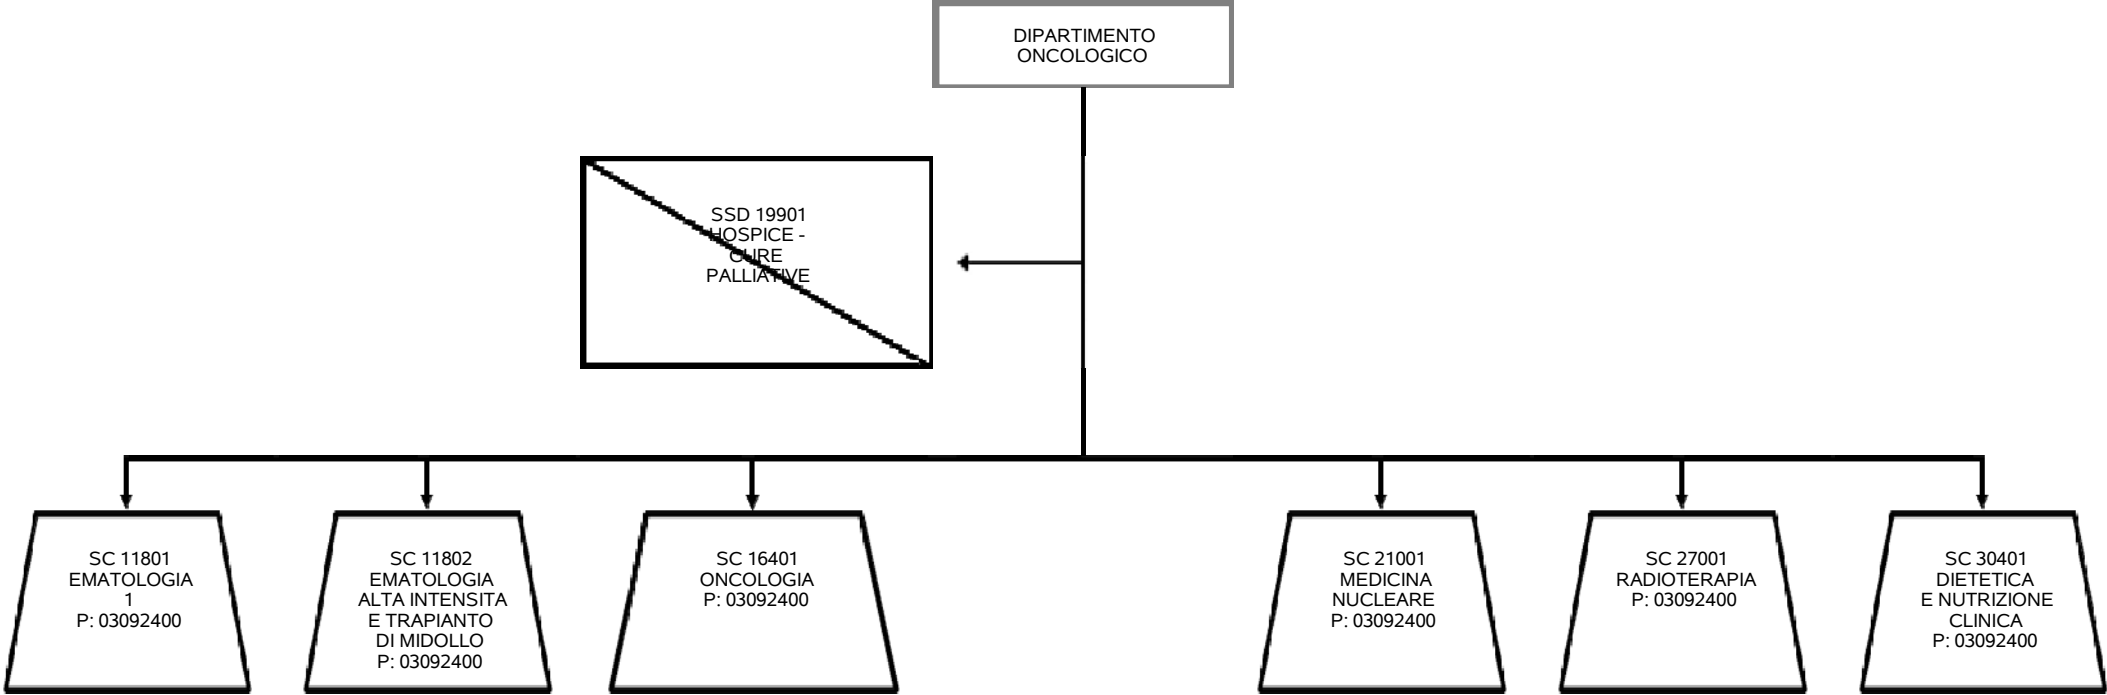 DIPARTIMENTO
ONCOLOGICO
SSD 19901
HOSPICE -
CURE
PALLIATIVE
SC 11801
EMATOLOGIA
1
P: 03092400
SC 11802
EMATOLOGIA
ALTA INTENSITA
E TRAPIANTO
DI MIDOLLO
P: 03092400
SC 16401
ONCOLOGIA
P: 03092400
SC 21001
MEDICINA
NUCLEARE
P: 03092400
SC 27001
RADIOTERAPIA
P: 03092400
SC 30401
DIETETICA
E NUTRIZIONE
CLINICA
P: 03092400